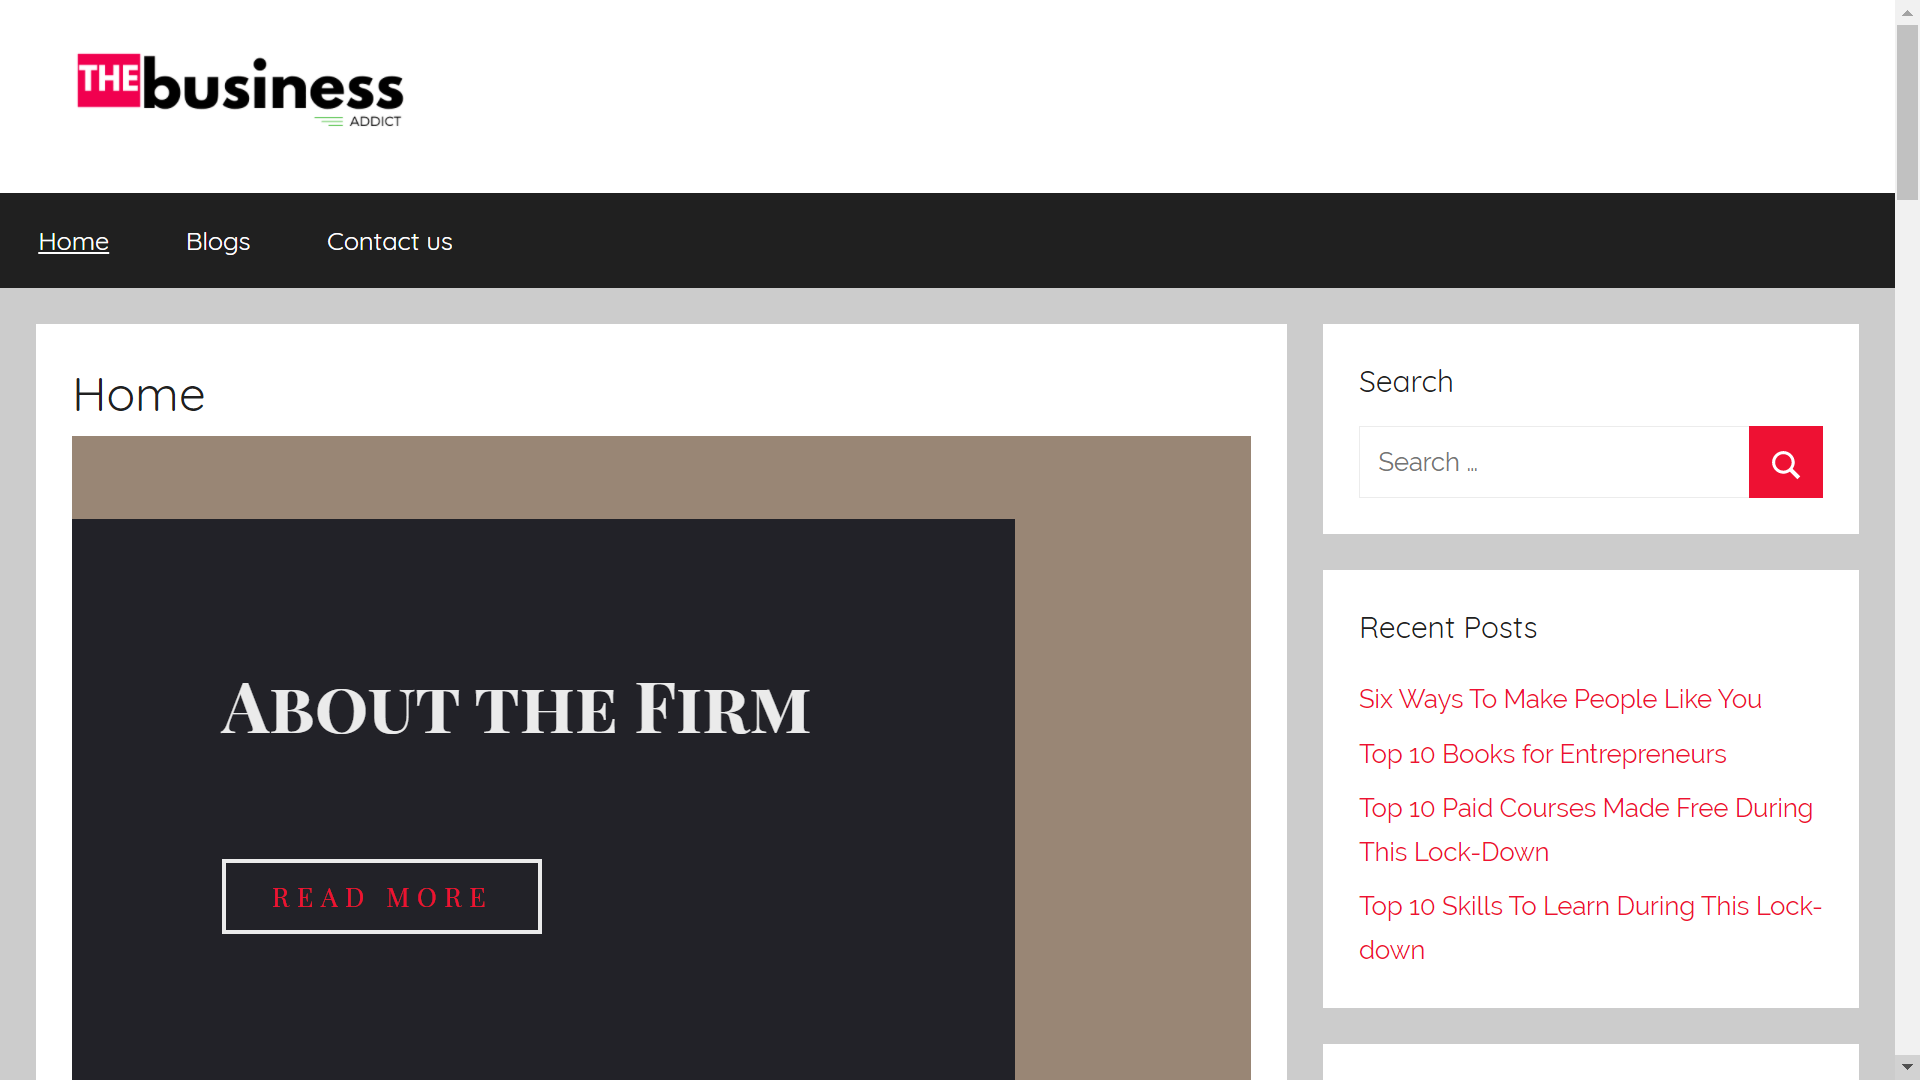 THE business
ADDICT
Home
Blogs
Contact us
Home
About the Firm
READ MORE
Search
Search ...
Recent Posts
Six Ways To Make People Like You
Top 10 Books for Entrepreneurs
Top 10 Paid Courses Made Free During
This Lock-Down
Top 10 Skills To Learn During This Lock-
down